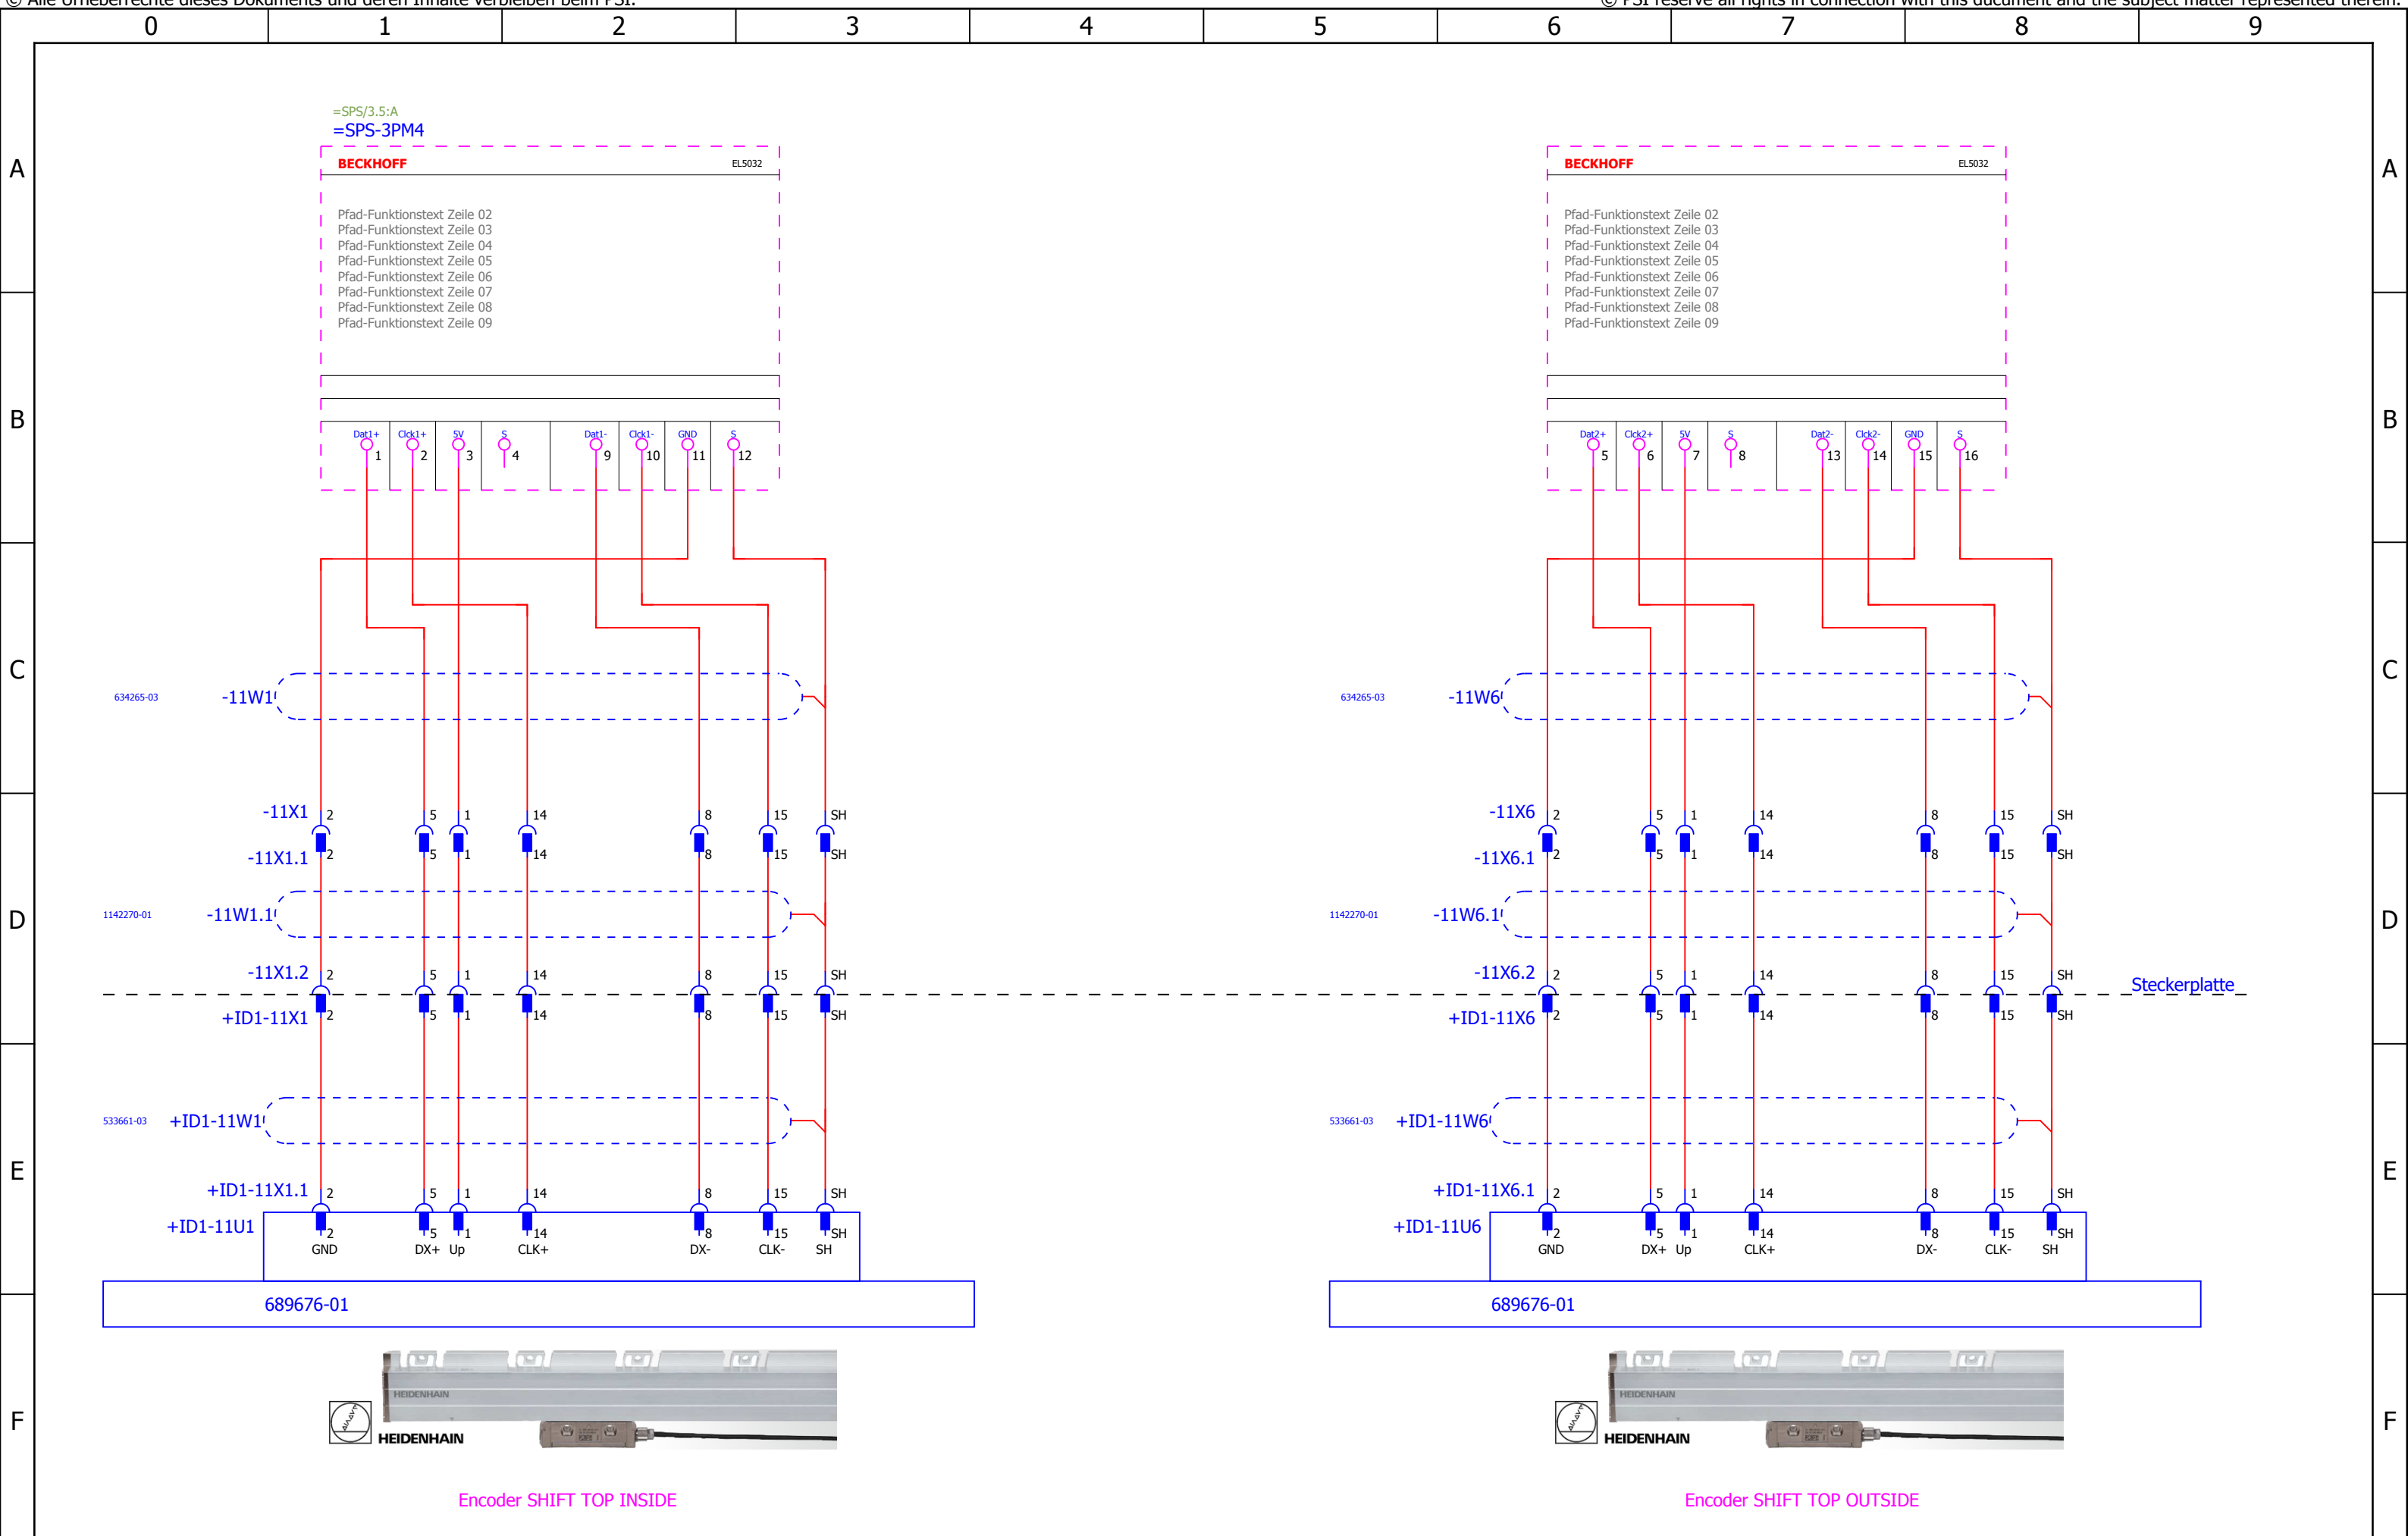 © Alle Urheberrechte dieses Dokuments und deren Inhalte verbleiben beim PSI.
© PSI reserve all rights in connection with this document and the subject matter represented therein.
0 1 2 3 4 5 6 7 8 9
=SPS/3.5:A
=SPS-3PM4
A A
BECKHOFF EL5032 BECKHOFF EL5032
Pfad-Funktionstext Zeile 02 Pfad-Funktionstext Zeile 02
Pfad-Funktionstext Zeile 03 Pfad-Funktionstext Zeile 03
Pfad-Funktionstext Zeile 04 Pfad-Funktionstext Zeile 04
Pfad-Funktionstext Zeile 05 Pfad-Funktionstext Zeile 05
Pfad-Funktionstext Zeile 06 Pfad-Funktionstext Zeile 06
Pfad-Funktionstext Zeile 07 Pfad-Funktionstext Zeile 07
Pfad-Funktionstext Zeile 08 Pfad-Funktionstext Zeile 08
Pfad-Funktionstext Zeile 09 Pfad-Funktionstext Zeile 09
B B
Dat1+ Clck1+ 5V S Dat1- Clck1- GND S Dat2+ Clck2+ 5V S Dat2- Clck2- GND S
1 2 3 4 9 10 11 12 5 6 7 8 13 14 15 16
C C
634265-03 -11W1 634265-03 -11W6
-11X1 2 5 1 14 8 15 SH -11X6 2 5 1 14 8 15 SH
-11X1.1 2 5 1 14 8 15 SH -11X6.1 2 5 1 14 8 15 SH
D D
1142270-01 -11W1.1 1142270-01 -11W6.1
-11X1.2 2 5 1 14 8 15 SH -11X6.2 2 5 1 14 8 15 SH
Steckerplatte
+ID1-11X1 2 5 1 14 8 15 SH +ID1-11X6 2 5 1 14 8 15 SH
533661-03 +ID1-11W1 533661-03 +ID1-11W6
E E
+ID1-11X1.1 2 5 1 14 8 15 SH +ID1-11X6.1 2 5 1 14 8 15 SH
+ID1-11U1 2 5 1 14 8 15 SH +ID1-11U6 2 5 1 14 8 15 SH
GND DX+ Up CLK+ DX- CLK- SH GND DX+ Up CLK+ DX- CLK- SH
689676-01 689676-01
HEIDENHAIN HEIDENHAIN
F F
HEIDENHAIN HEIDENHAIN
Encoder SHIFT TOP INSIDE Encoder SHIFT TOP OUTSIDE